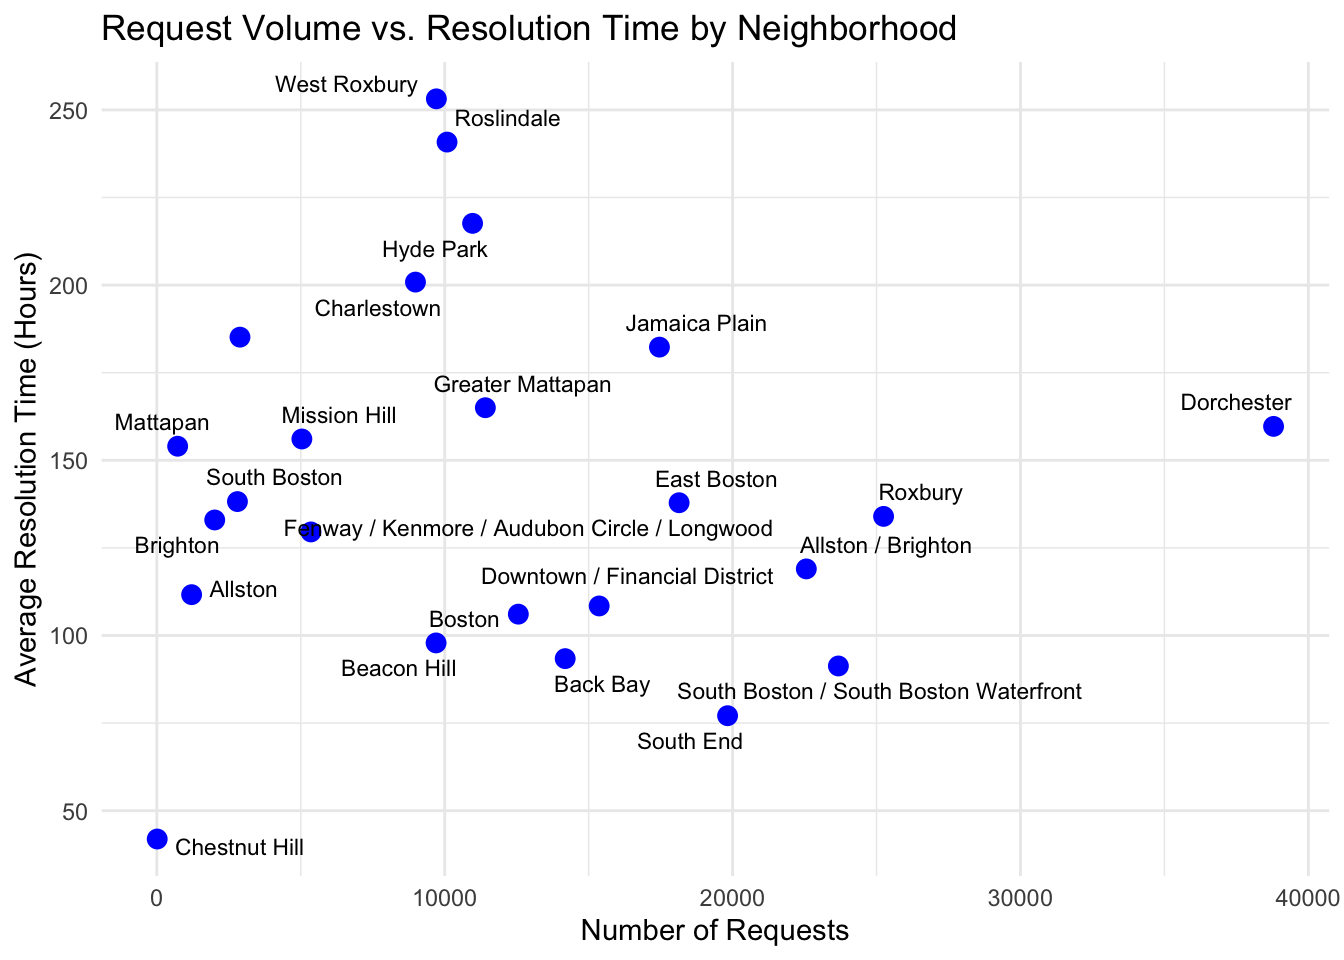 Request Volume vs. Resolution Time by Neighborhood
West Roxbury
Roslindale
Hyde Park
Charlestown
Jamaica Plain
Greater Mattapan
Dorchester
Mission Hill
Mattapan
South Boston
East Boston
Roxbury
Fenway / Kenmore / Audubon Circle / Longwood
Brighton
Allston / Brighton
Downtown / Financial District
Allston
Boston
Beacon Hill
Back Bay
South Boston / South Boston Waterfront
South End
Chestnut Hill
250
200
150
100
50
Average Resolution Time (Hours)
0
10000
20000
30000
40000
Number of Requests